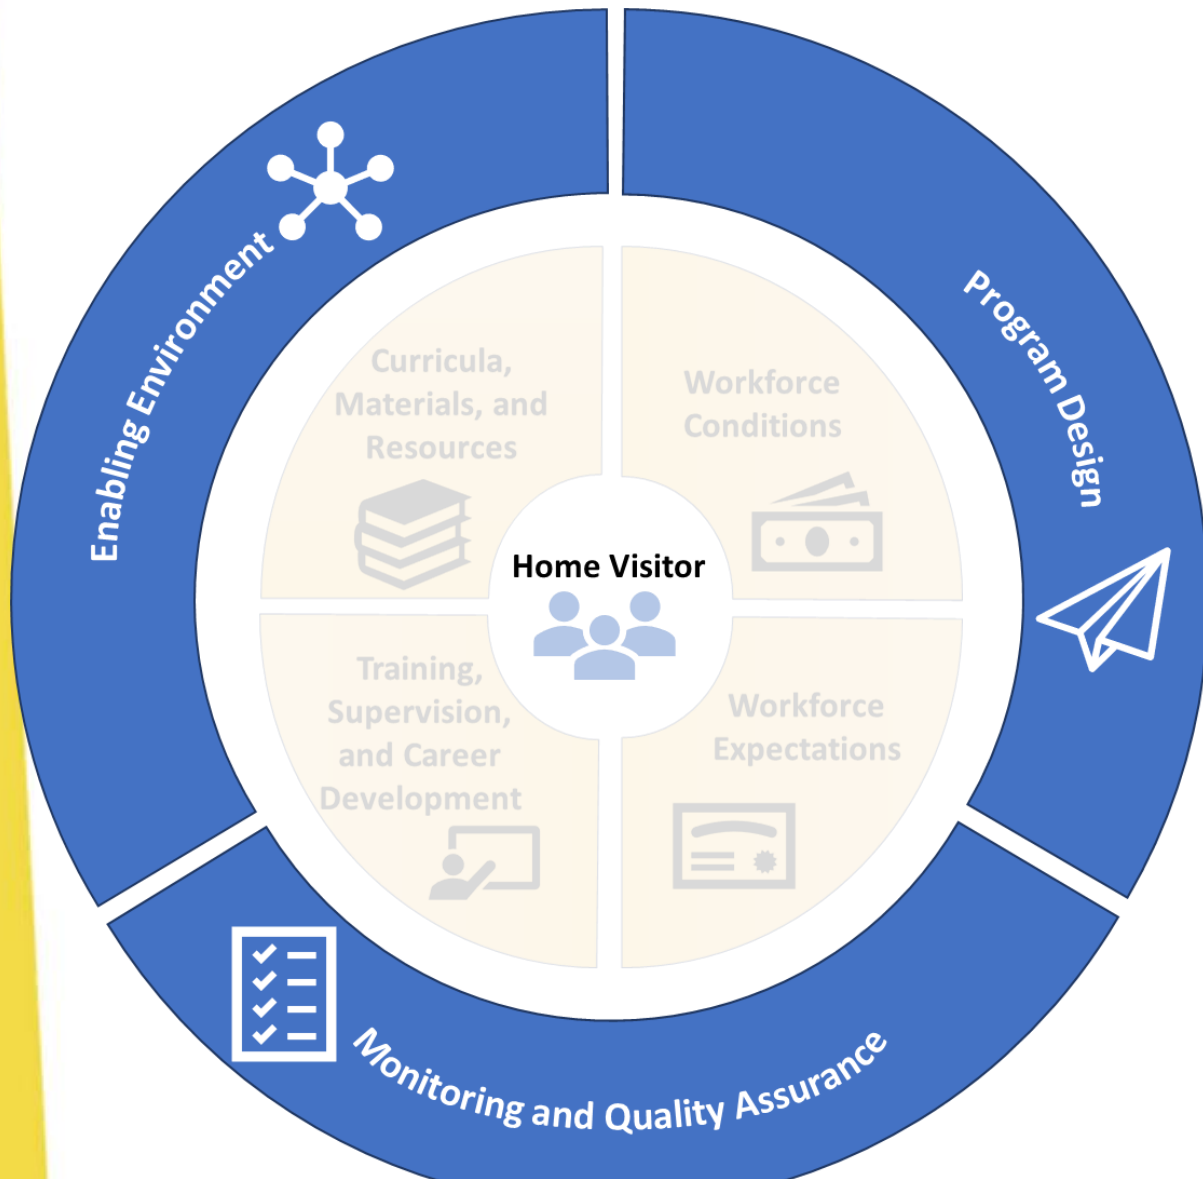 Enabling Environment
Program Design
Curricula,
Materials, and
Resources
Workforce
Conditions
Home Visitor
Training,
Supervision,
and Career
Development
Workforce
Expectations
Monitoring and Quality Assurance